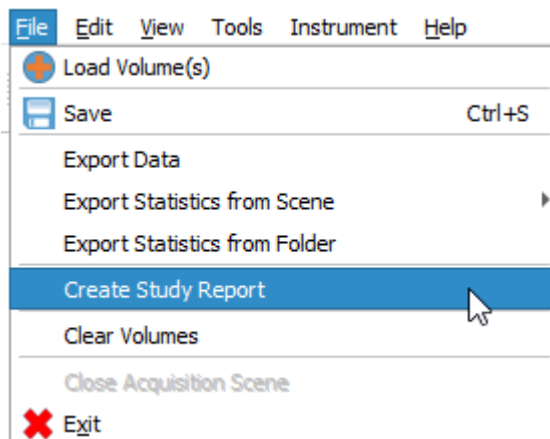 File Edit View Tools Instrument Help
Load Volume(s)
Save Ctrl+S
Export Data
Export Statistics from Scene
Export Statistics from Folder
Create Study Report
Clear Volumes
Close Acquisition Scene
Exit